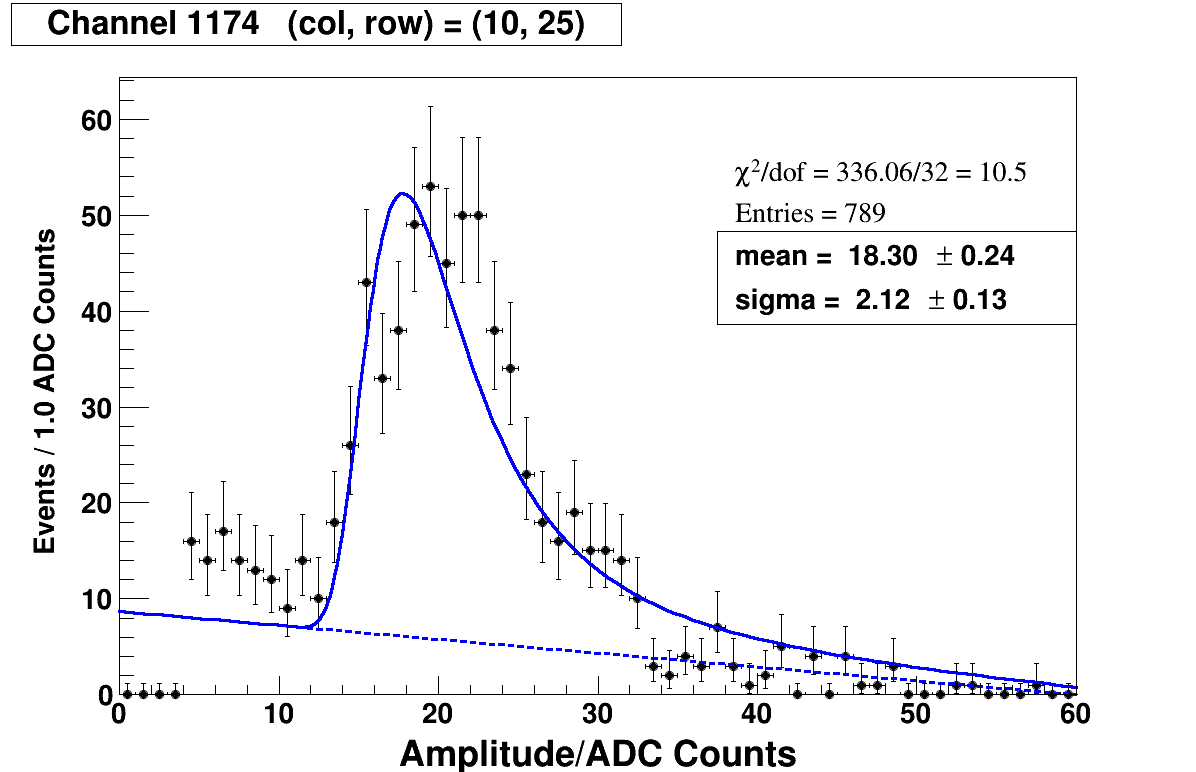 Channel 1174 (col, row) = (10, 25)
χ²/dof = 336.06/32 = 10.5
Entries = 789
mean = 18.30 ± 0.24
sigma = 2.12 ± 0.13
Events / 1.0 ADC Counts
60
50
40
30
20
10
0
0 10 20 30 40 50 60
Amplitude/ADC Counts